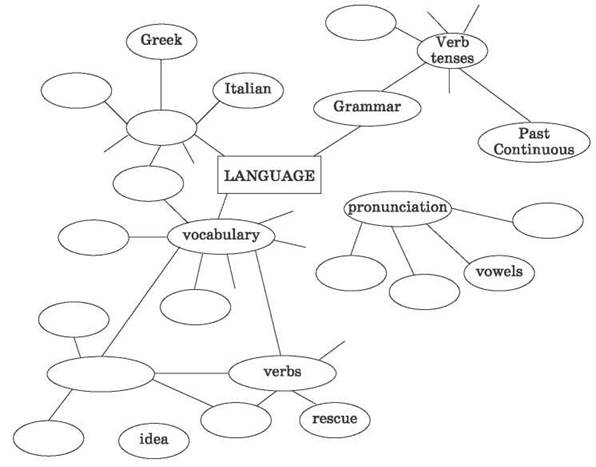 Greek
Verb
tenses
Italian
Grammar
Past
Continuous
LANGUAGE
pronunciation
vocabulary
vowels
verbs
rescue
idea